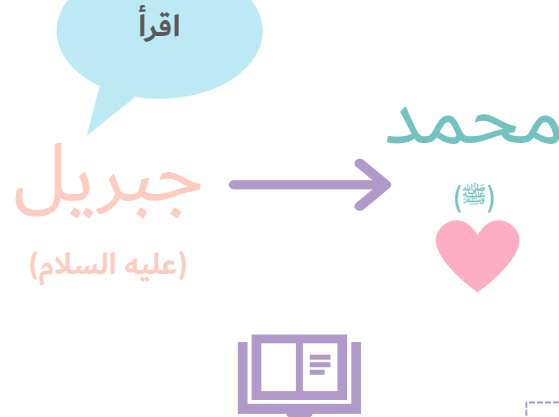 اقرأ
جبريل
(عليه السلام)
محمد
(ﷺ)